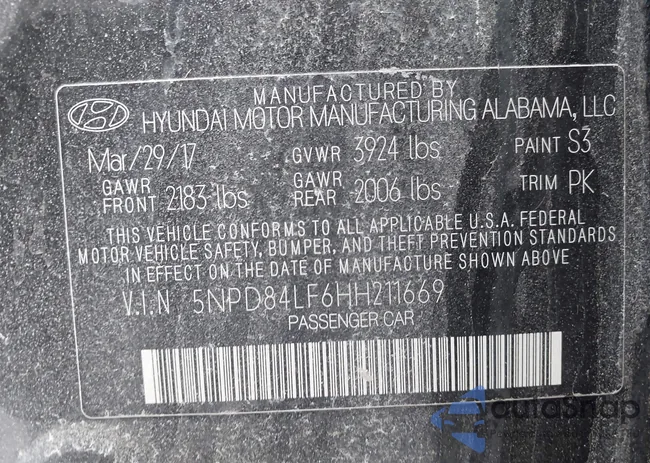 MANUFACTURED BY
HYUNDAI MOTOR MANUFACTURING ALABAMA, LLC
Mar/29/17 GVWR 3924 lbs PAINT S3
GAWR FRONT 2183 lbs GAWR REAR 2006 lbs TRIM PK
THIS VEHICLE CONFORMS TO ALL APPLICABLE U.S.A. FEDERAL
MOTOR VEHICLE SAFETY, BUMPER, AND THEFT PREVENTION STANDARDS
IN EFFECT ON THE DATE OF MANUFACTURE SHOWN ABOVE
V.I.N 5NPD84LF6HH211669
PASSENGER CAR
AutoSnap